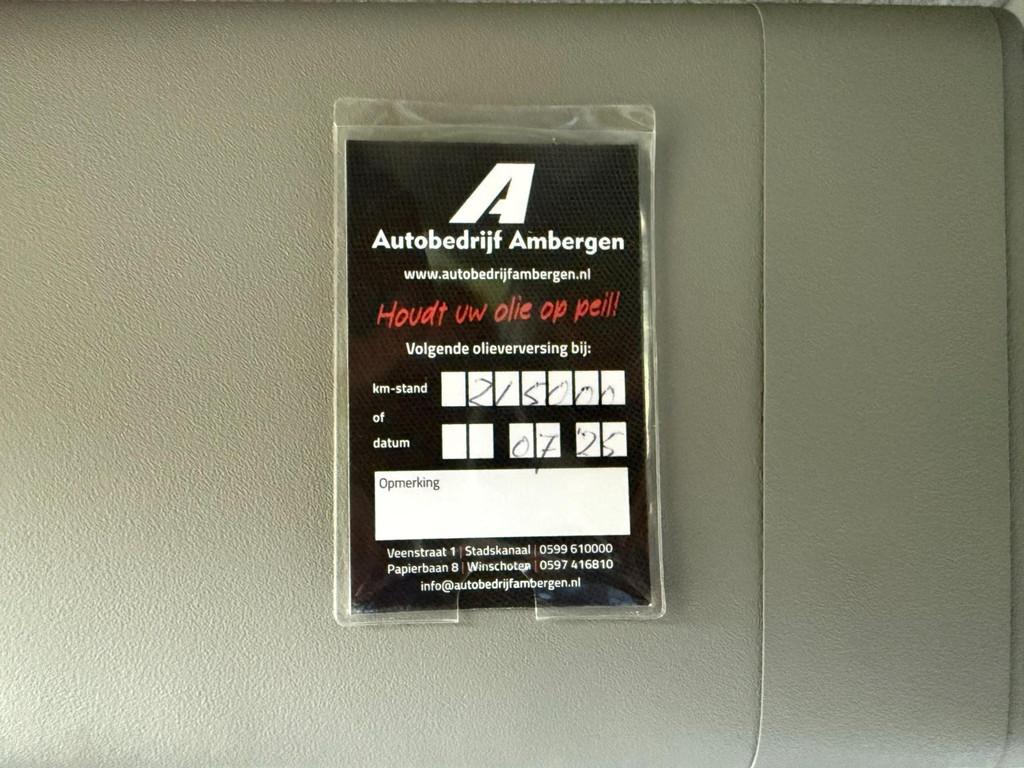 A
Autobedrijf Ambergen
www.autobedrijfambergen.nl
Houdt uw olie op peil!
Volgende olieverversing bij:
km-stand 215000
of
datum 07 '25
Opmerking
Veenstraat 1 | Stadskanaal | 0599 610000
Papierbaan 8 | Winschoten | 0597 416810
info@autobedrijfambergen.nl